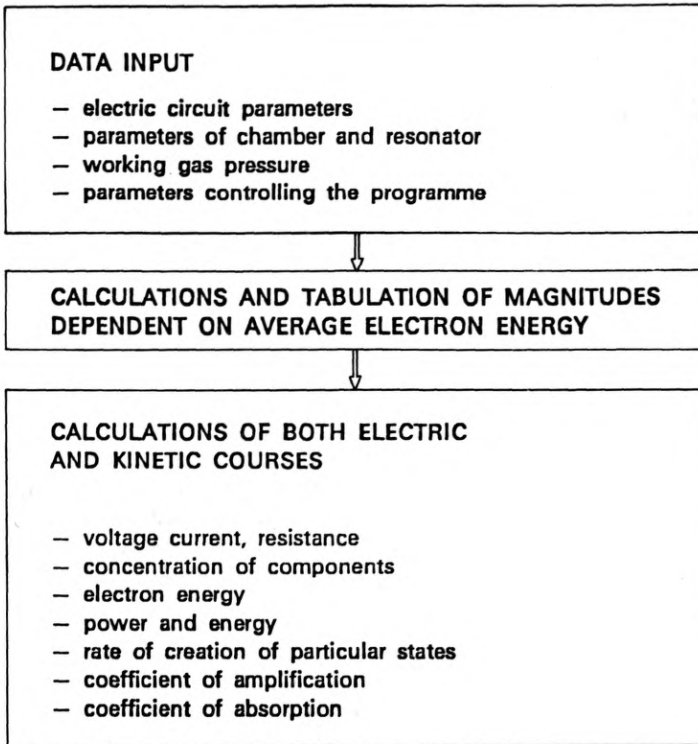 DATA INPUT
– electric circuit parameters
– parameters of chamber and resonator
– working gas pressure
– parameters controlling the programme
CALCULATIONS AND TABULATION OF MAGNITUDES
DEPENDENT ON AVERAGE ELECTRON ENERGY
CALCULATIONS OF BOTH ELECTRIC
AND KINETIC COURSES
– voltage current, resistance
– concentration of components
– electron energy
– power and energy
– rate of creation of particular states
– coefficient of amplification
– coefficient of absorption